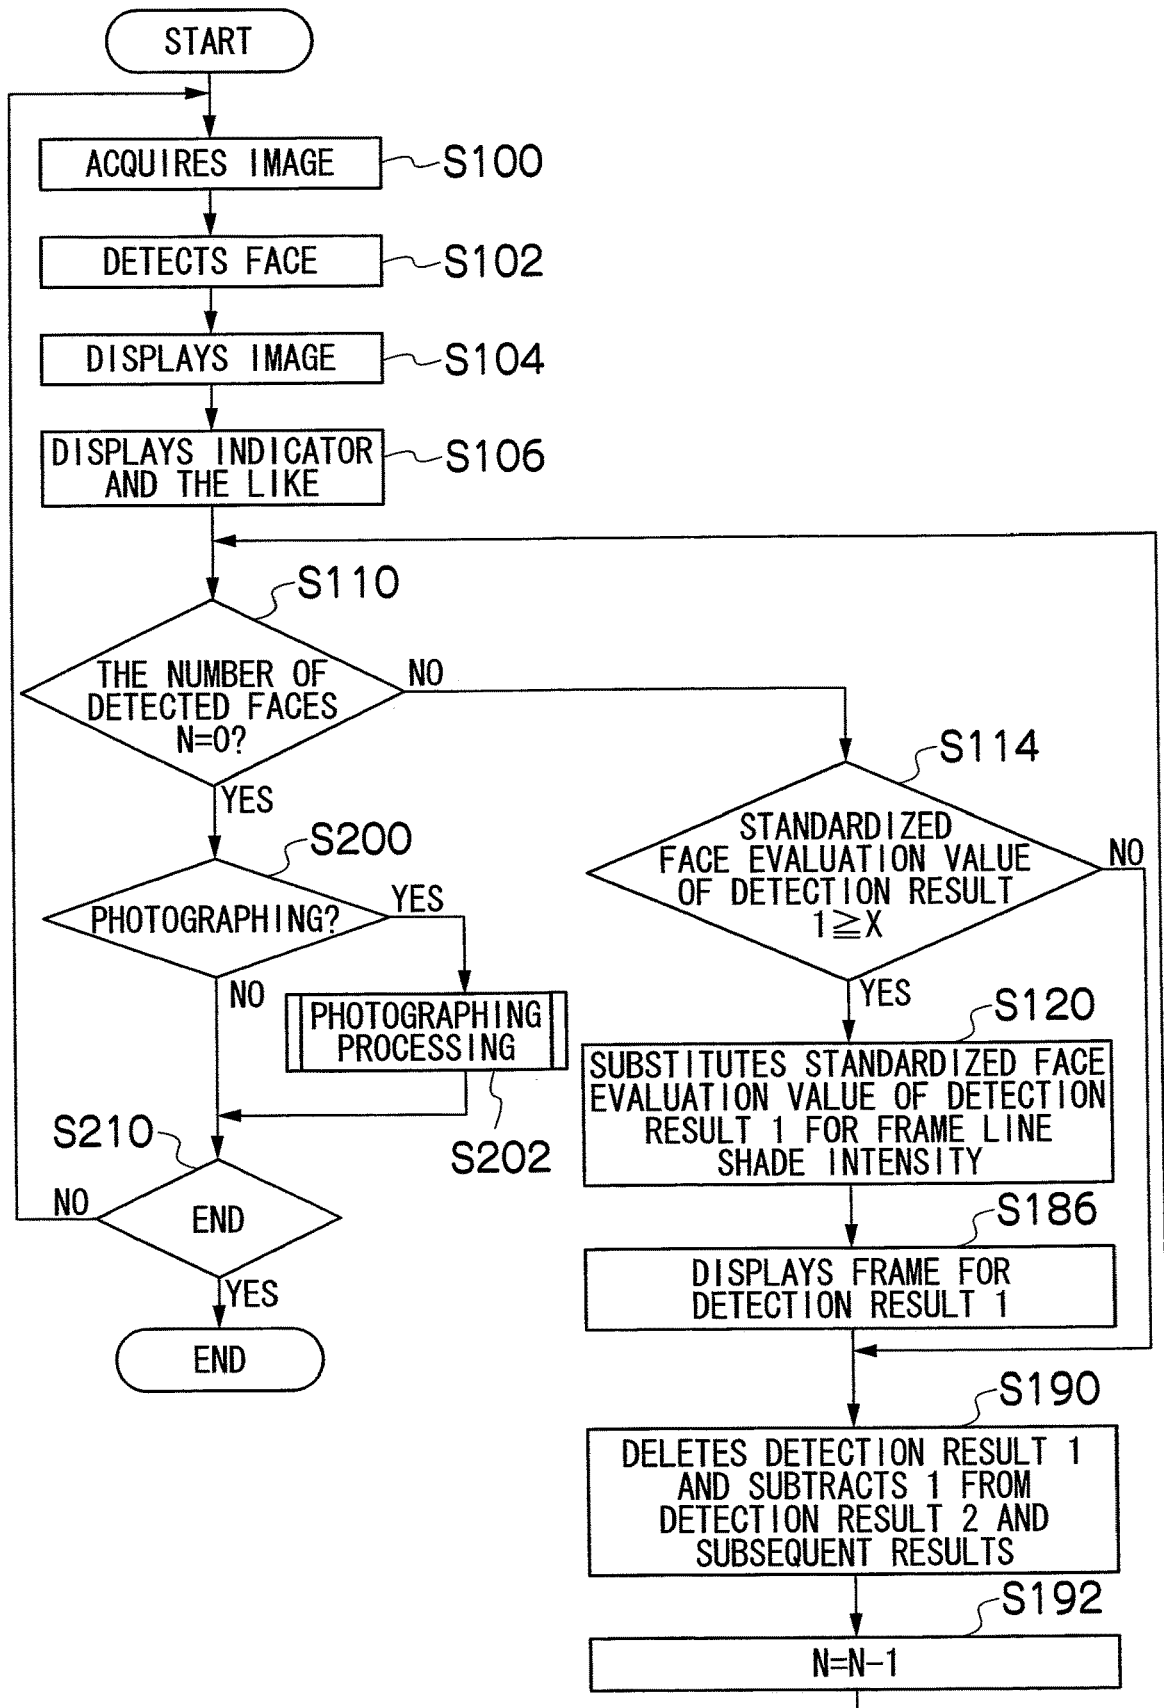 START
ACQUIRES IMAGE
S100
DETECTS FACE
S102
DISPLAYS IMAGE
S104
DISPLAYS INDICATOR
AND THE LIKE
S106
S110
THE NUMBER OF
DETECTED FACES
N=0?
NO
YES
S114
STANDARDIZED
FACE EVALUATION VALUE
OF DETECTION RESULT
1≧X
NO
YES
S200
PHOTOGRAPHING?
YES
NO
PHOTOGRAPHING
PROCESSING
S202
S210
END
NO
YES
END
S120
SUBSTITUTES STANDARDIZED FACE
EVALUATION VALUE OF DETECTION
RESULT 1 FOR FRAME LINE
SHADE INTENSITY
S186
DISPLAYS FRAME FOR
DETECTION RESULT 1
S190
DELETES DETECTION RESULT 1
AND SUBTRACTS 1 FROM
DETECTION RESULT 2 AND
SUBSEQUENT RESULTS
S192
N=N-1